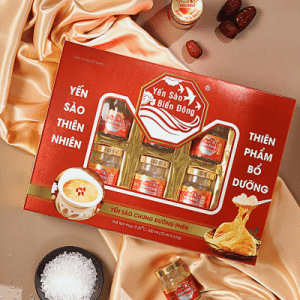 Yến Sào
Biển Đông
®
YẾN
SÀO
THIÊN
NHIÊN
THIÊN
PHẨM
BỔ
DƯỠNG
YẾN SÀO CHƯNG ĐƯỜNG PHÈN